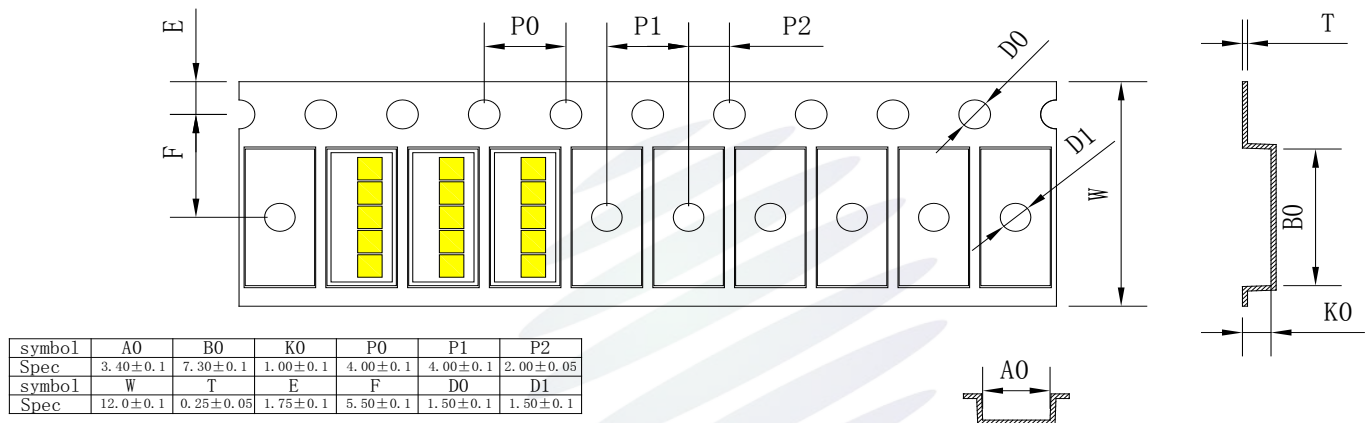 E
P0
P1
P2
D0
T
F
D1
W
B0
K0
A0
symbol A0 B0 K0 P0 P1 P2
Spec 3.40±0.1 7.30±0.1 1.00±0.1 4.00±0.1 4.00±0.1 2.00±0.05
symbol W T E F D0 D1
Spec 12.0±0.1 0.25±0.05 1.75±0.1 5.50±0.1 1.50±0.1 1.50±0.1